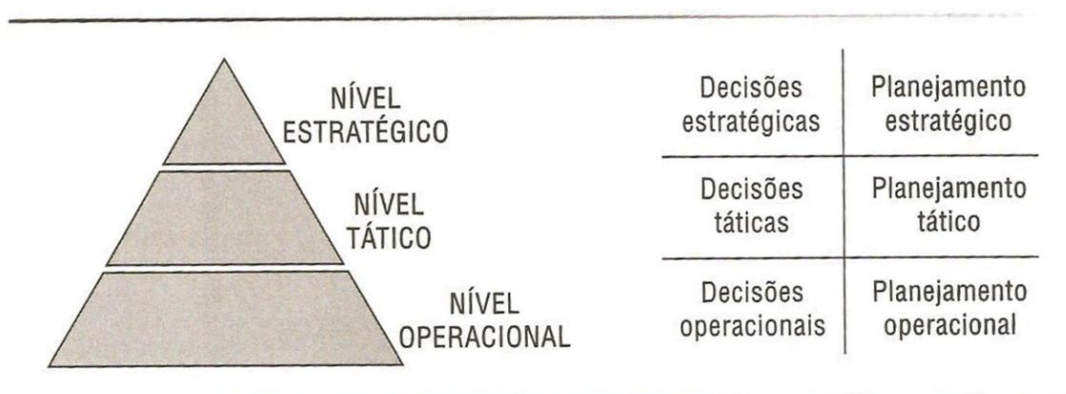 NÍVEL
ESTRATÉGICO
Decisões
estratégicas
Planejamento
estratégico
NÍVEL
TÁTICO
Decisões
táticas
Planejamento
tático
NÍVEL
OPERACIONAL
Decisões
operacionais
Planejamento
operacional